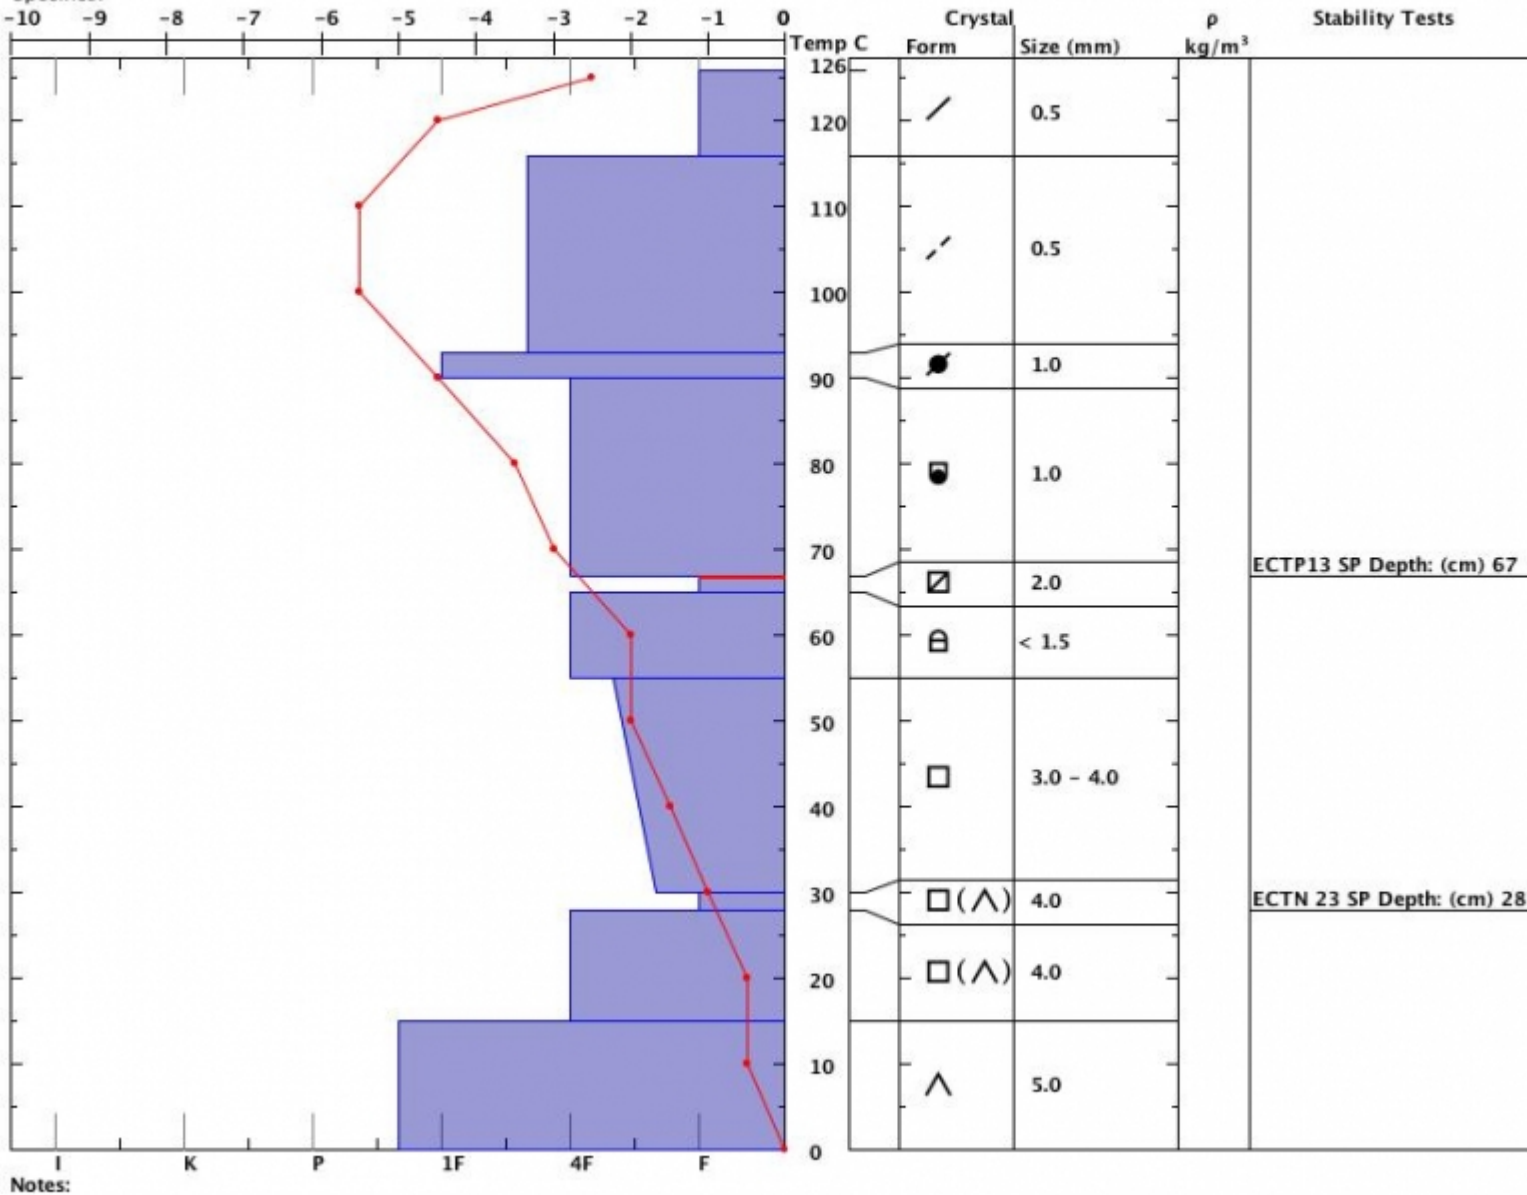 -10 -9 -8 -7 -6 -5 -4 -3 -2 -1 0 Crystal ρ Stability Tests
Temp C Form Size (mm) kg/m³
126
0.5
120
110
0.5
100
1.0
90
80
1.0
70
ECTP13 SP Depth: (cm) 67
2.0
60
< 1.5
50
3.0 - 4.0
40
30
( ) 4.0
ECTN 23 SP Depth: (cm) 28
20
( ) 4.0
10
5.0
0
I K P 1F 4F F
Notes: